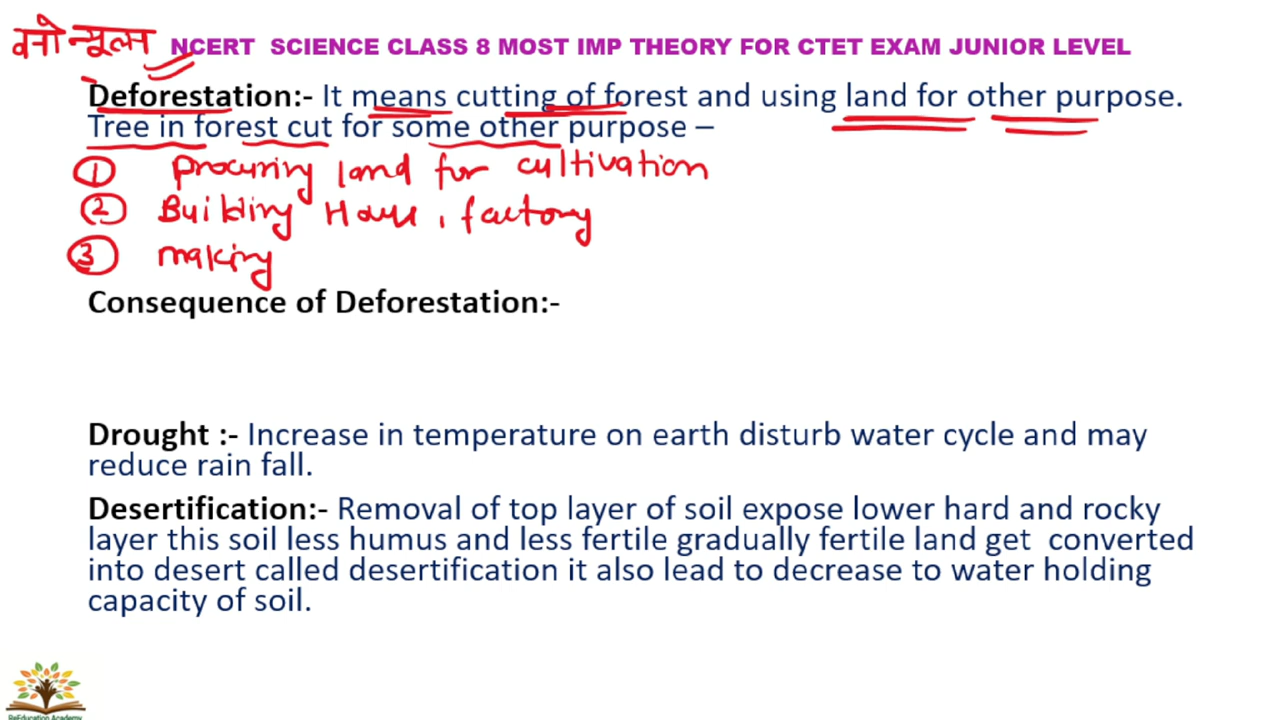 वनोन्मूलन
NCERT SCIENCE CLASS 8 MOST IMP THEORY FOR CTET EXAM JUNIOR LEVEL
Deforestation:- It means cutting of forest and using land for other purpose.
Tree in forest cut for some other purpose –
① Procuring land for cultivation
② Building House, factory
③ making
Consequence of Deforestation:-
Drought :- Increase in temperature on earth disturb water cycle and may
reduce rain fall.
Desertification:- Removal of top layer of soil expose lower hard and rocky
layer this soil less humus and less fertile gradually fertile land get converted
into desert called desertification it also lead to decrease to water holding
capacity of soil.
ReEducation Academy